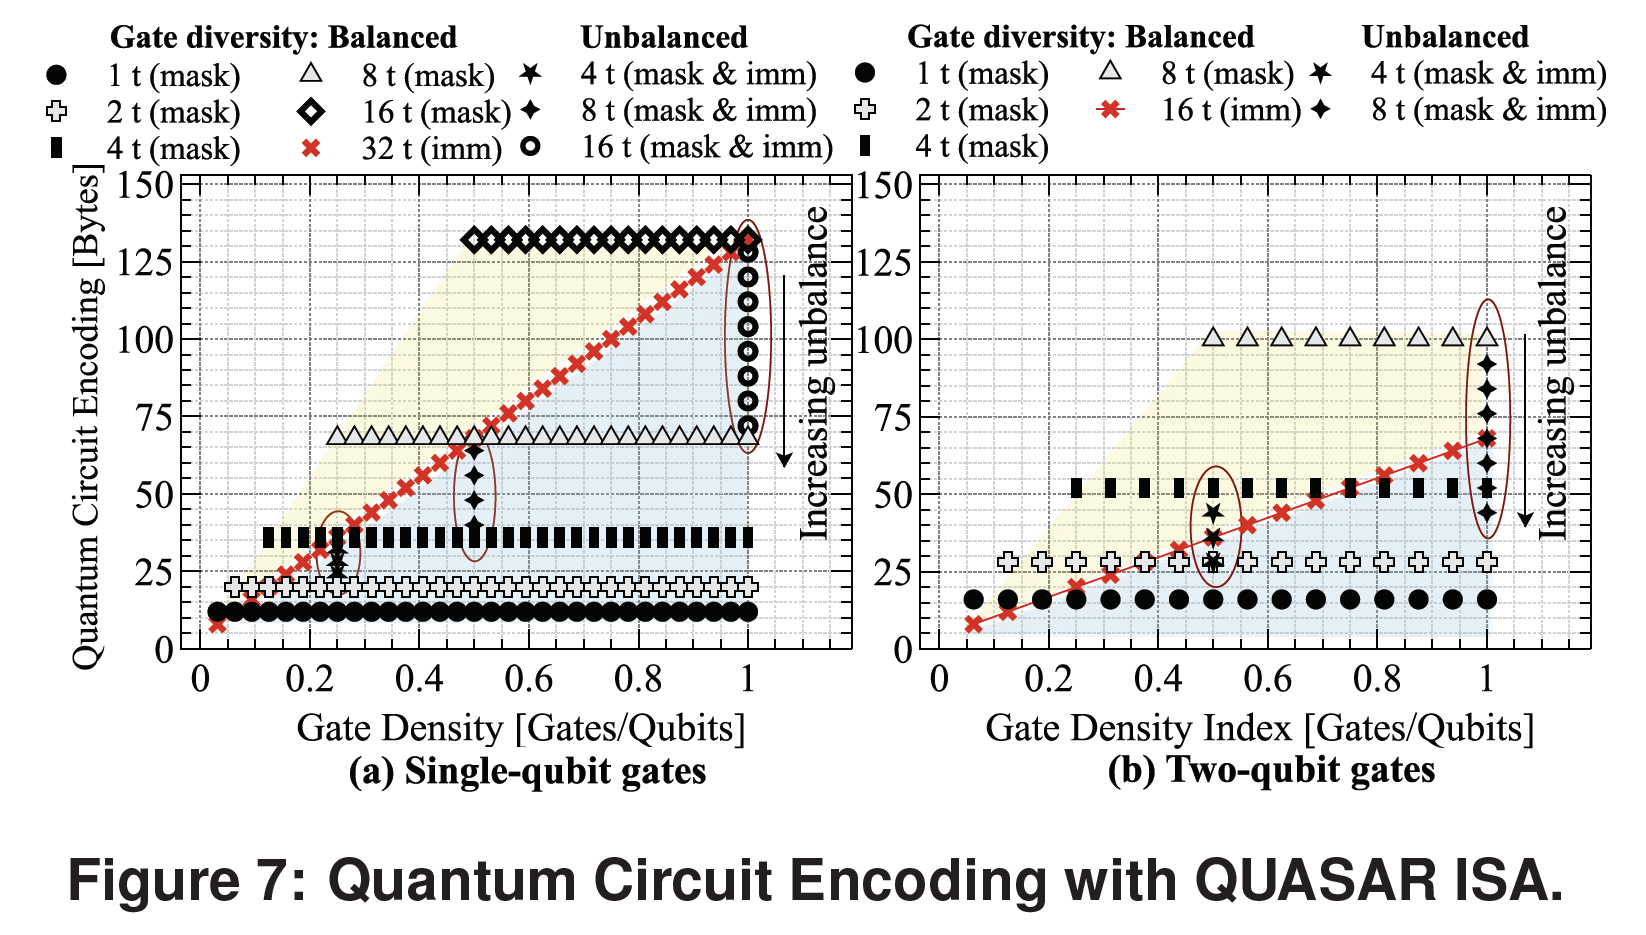 Gate diversity: Balanced Unbalanced
1 t (mask) 8 t (mask) 4 t (mask & imm)
2 t (mask) 16 t (mask) 8 t (mask & imm)
4 t (mask) 32 t (imm) 16 t (mask & imm)
Gate diversity: Balanced Unbalanced
1 t (mask) 8 t (mask) 4 t (mask & imm)
2 t (mask) 16 t (imm) 8 t (mask & imm)
4 t (mask)
Quantum Circuit Encoding [Bytes]
150
125
100
75
50
25
0
0 0.2 0.4 0.6 0.8 1
Increasing unbalance
Gate Density [Gates/Qubits]
(a) Single-qubit gates
150
125
100
75
50
25
0
0 0.2 0.4 0.6 0.8 1
Increasing unbalance
Gate Density Index [Gates/Qubits]
(b) Two-qubit gates
Figure 7: Quantum Circuit Encoding with QUASAR ISA.